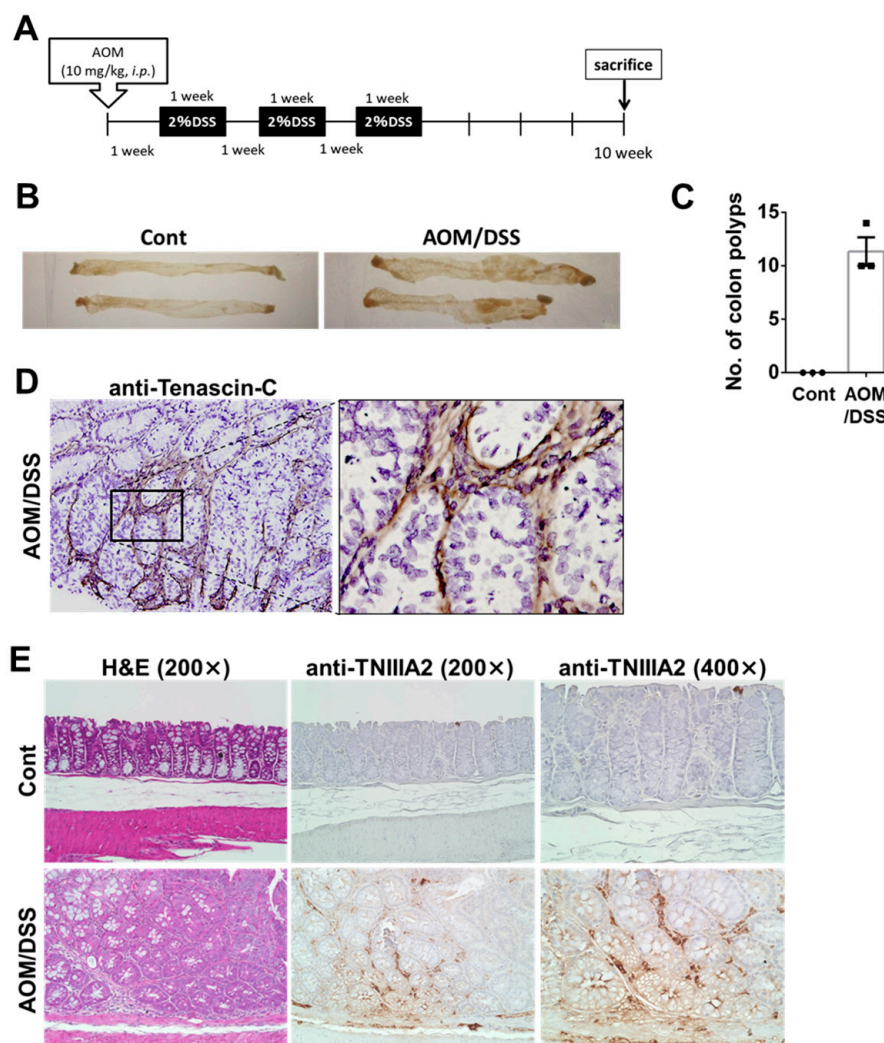 A
AOM
(10 mg/kg, i.p.)
sacrifice
1 week 1 week 1 week
2%DSS 2%DSS 2%DSS
1 week 1 week 1 week 10 week
B
Cont AOM/DSS
C
No. of colon polyps
15
10
5
0
Cont AOM
/DSS
D
anti-Tenascin-C
AOM/DSS
E
H&E (200×) anti-TNIIIA2 (200×) anti-TNIIIA2 (400×)
Cont
AOM/DSS